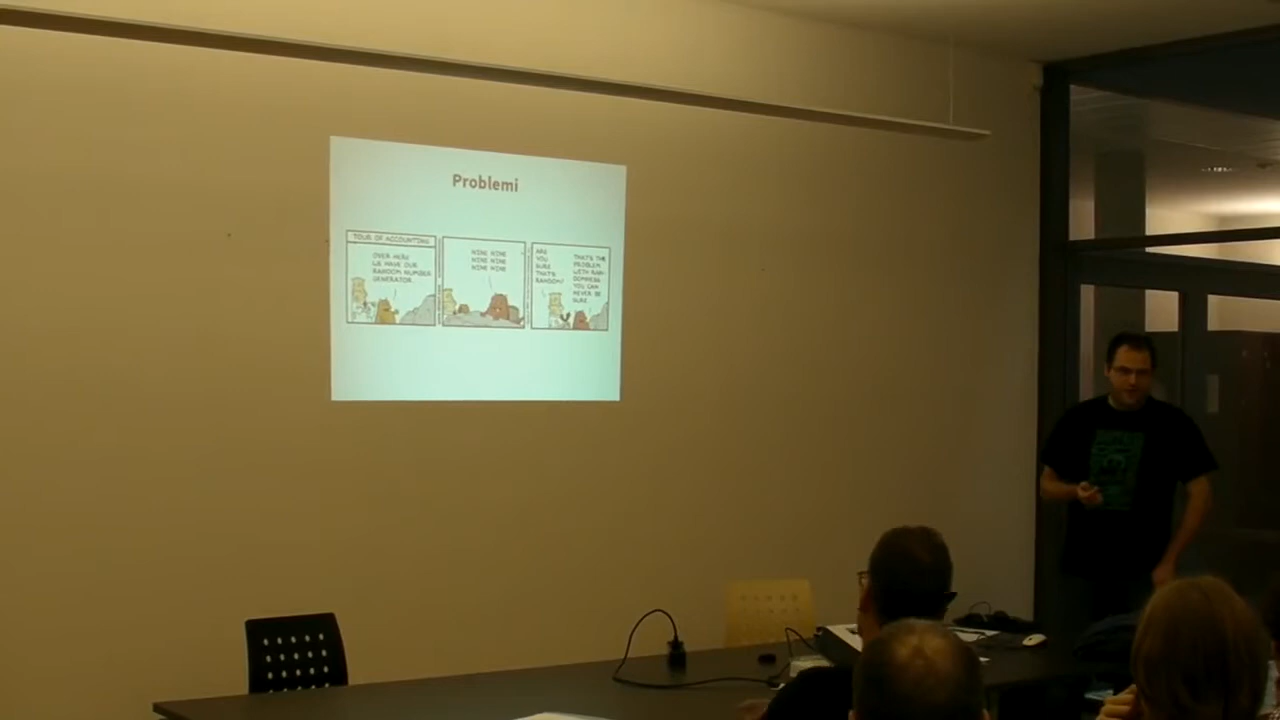 Problemi
TOUR OF ACCOUNTING
OVER HERE
WE HAVE OUR
RANDOM NUMBER
GENERATOR.
NINE NINE
NINE NINE
NINE NINE
ARE
YOU
SURE
THAT'S
RANDOM?
THAT'S THE
PROBLEM
WITH RAN-
DOMNESS:
YOU CAN
NEVER BE
SURE.